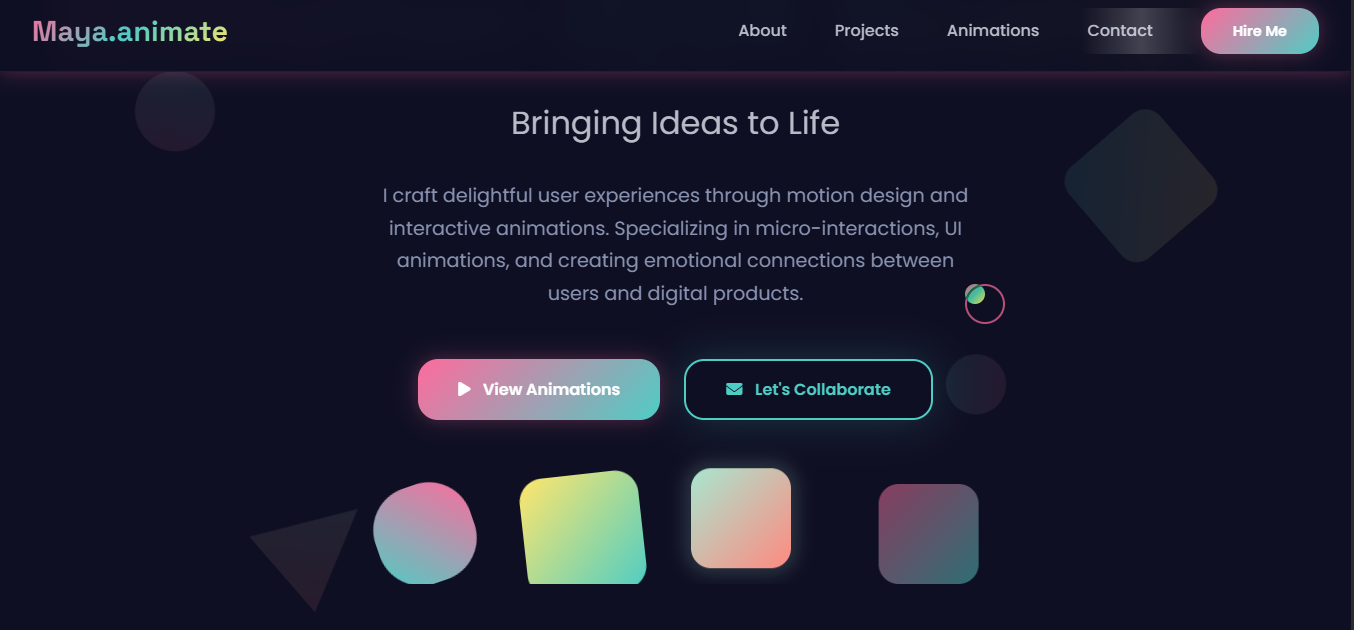 Maya.animate
About
Projects
Animations
Contact
Hire Me
Bringing Ideas to Life
I craft delightful user experiences through motion design and
interactive animations. Specializing in micro-interactions, UI
animations, and creating emotional connections between
users and digital products.
View Animations
Let's Collaborate